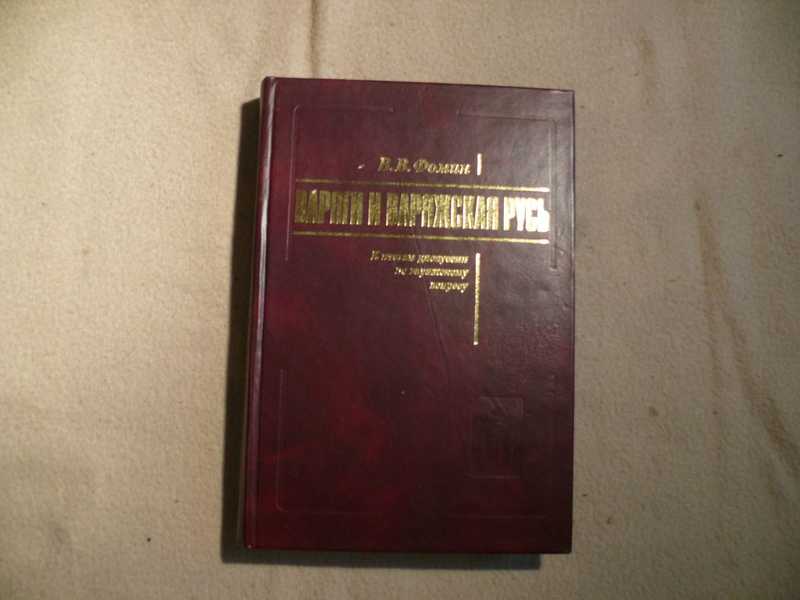 В.В.Фомин
ВАРЯГИ И ВАРЯЖСКАЯ РУСЬ
К итогам дискуссии
по варяжскому
вопросу